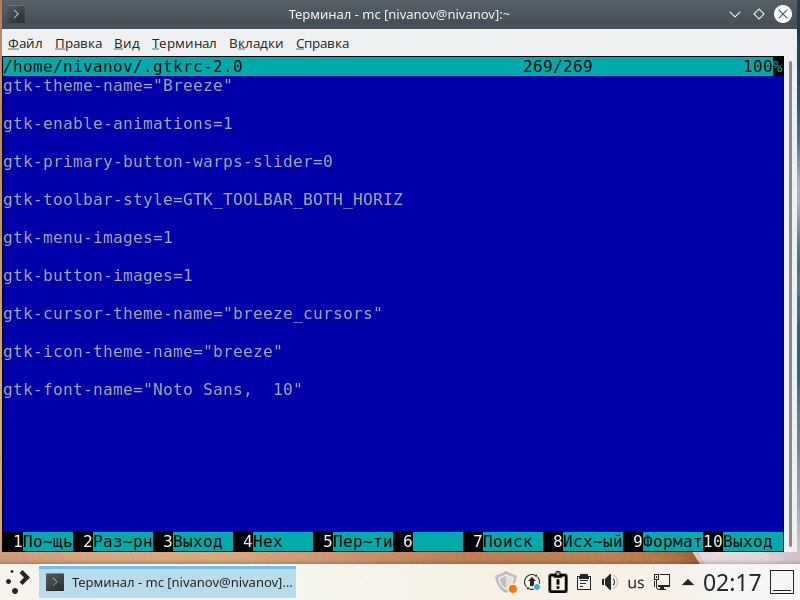 Терминал - mc [nivanov@nivanov]:~
Файл Правка Вид Терминал Вкладки Справка
/home/nivanov/.gtkrc-2.0 269/269 100%
gtk-theme-name="Breeze"
gtk-enable-animations=1
gtk-primary-button-warps-slider=0
gtk-toolbar-style=GTK_TOOLBAR_BOTH_HORIZ
gtk-menu-images=1
gtk-button-images=1
gtk-cursor-theme-name="breeze_cursors"
gtk-icon-theme-name="breeze"
gtk-font-name="Noto Sans,  10"
1По~щь 2Раз~рн 3Выход 4Hex 5Пер~ти 6 7Поиск 8Исх~ый 9Формат 10Выход
Терминал - mc [nivanov@nivanov]... us 02:17